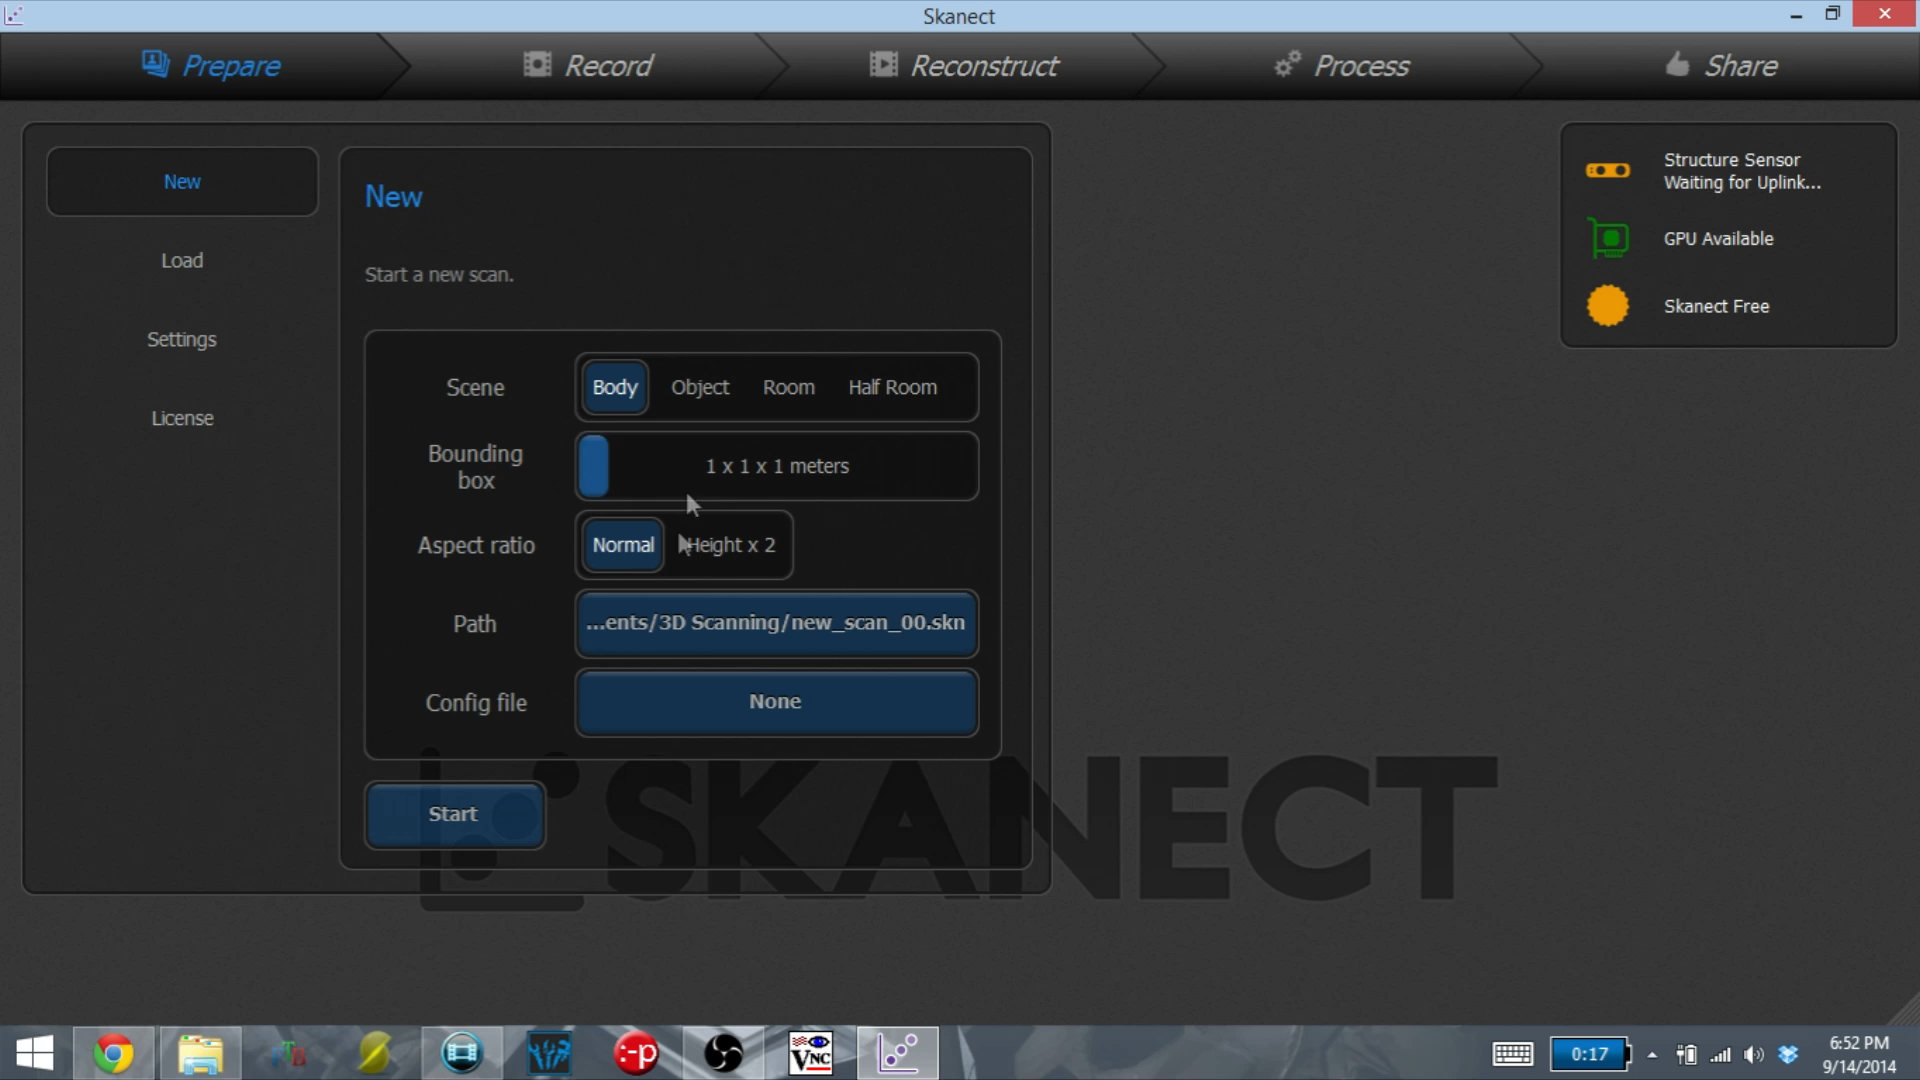 Skanect
Prepare
Record
Reconstruct
Process
Share
New
Load
Settings
License
New
Start a new scan.
Scene
Body
Object
Room
Half Room
Bounding
box
1 x 1 x 1 meters
Aspect ratio
Normal
Height x 2
Path
...ents/3D Scanning/new_scan_00.skn
Config file
None
Start
Structure Sensor
Waiting for Uplink...
GPU Available
Skanect Free
SKANECT
:-p
VNC
0:17
6:52 PM
9/14/2014